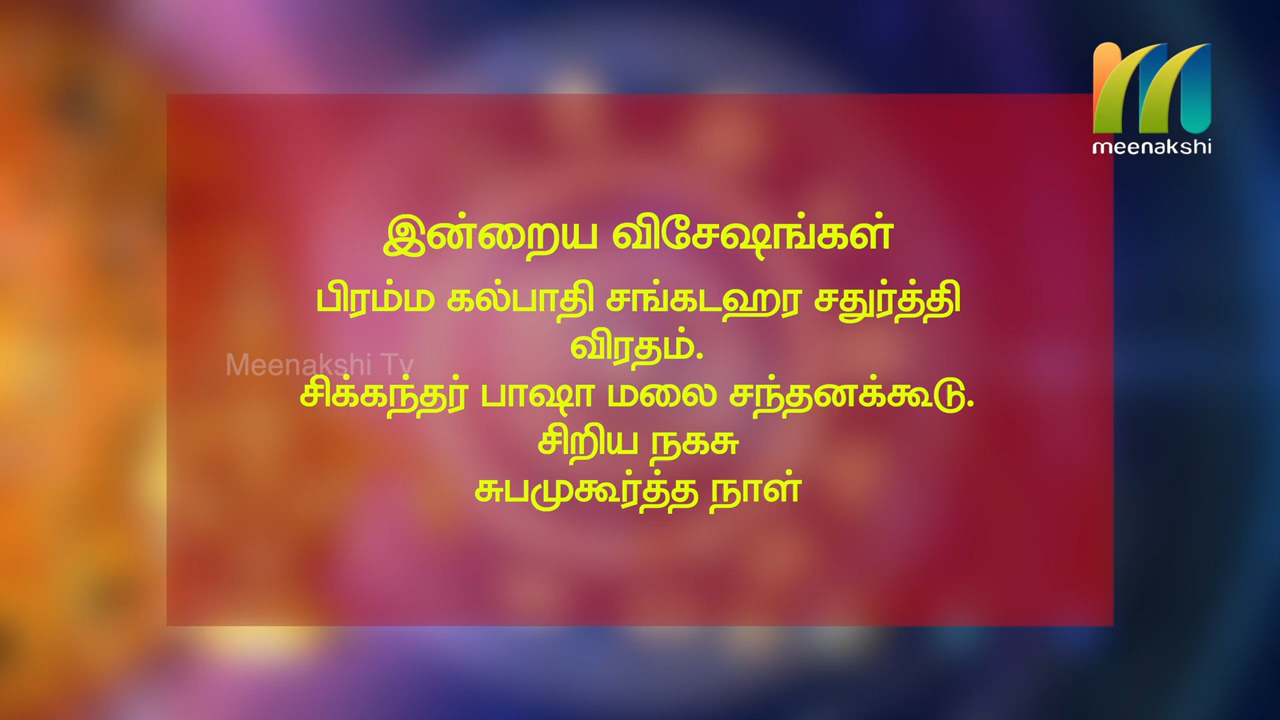 meenakshi
இன்றைய விசேஷங்கள்
பிரம்ம கல்பாதி சங்கடஹர சதுர்த்தி
விரதம்.
Meenakshi Tv
சிக்கந்தர் பாஷா மலை சந்தனக்கூடு.
சிறிய நகசு
சுபமுகூர்த்த நாள்